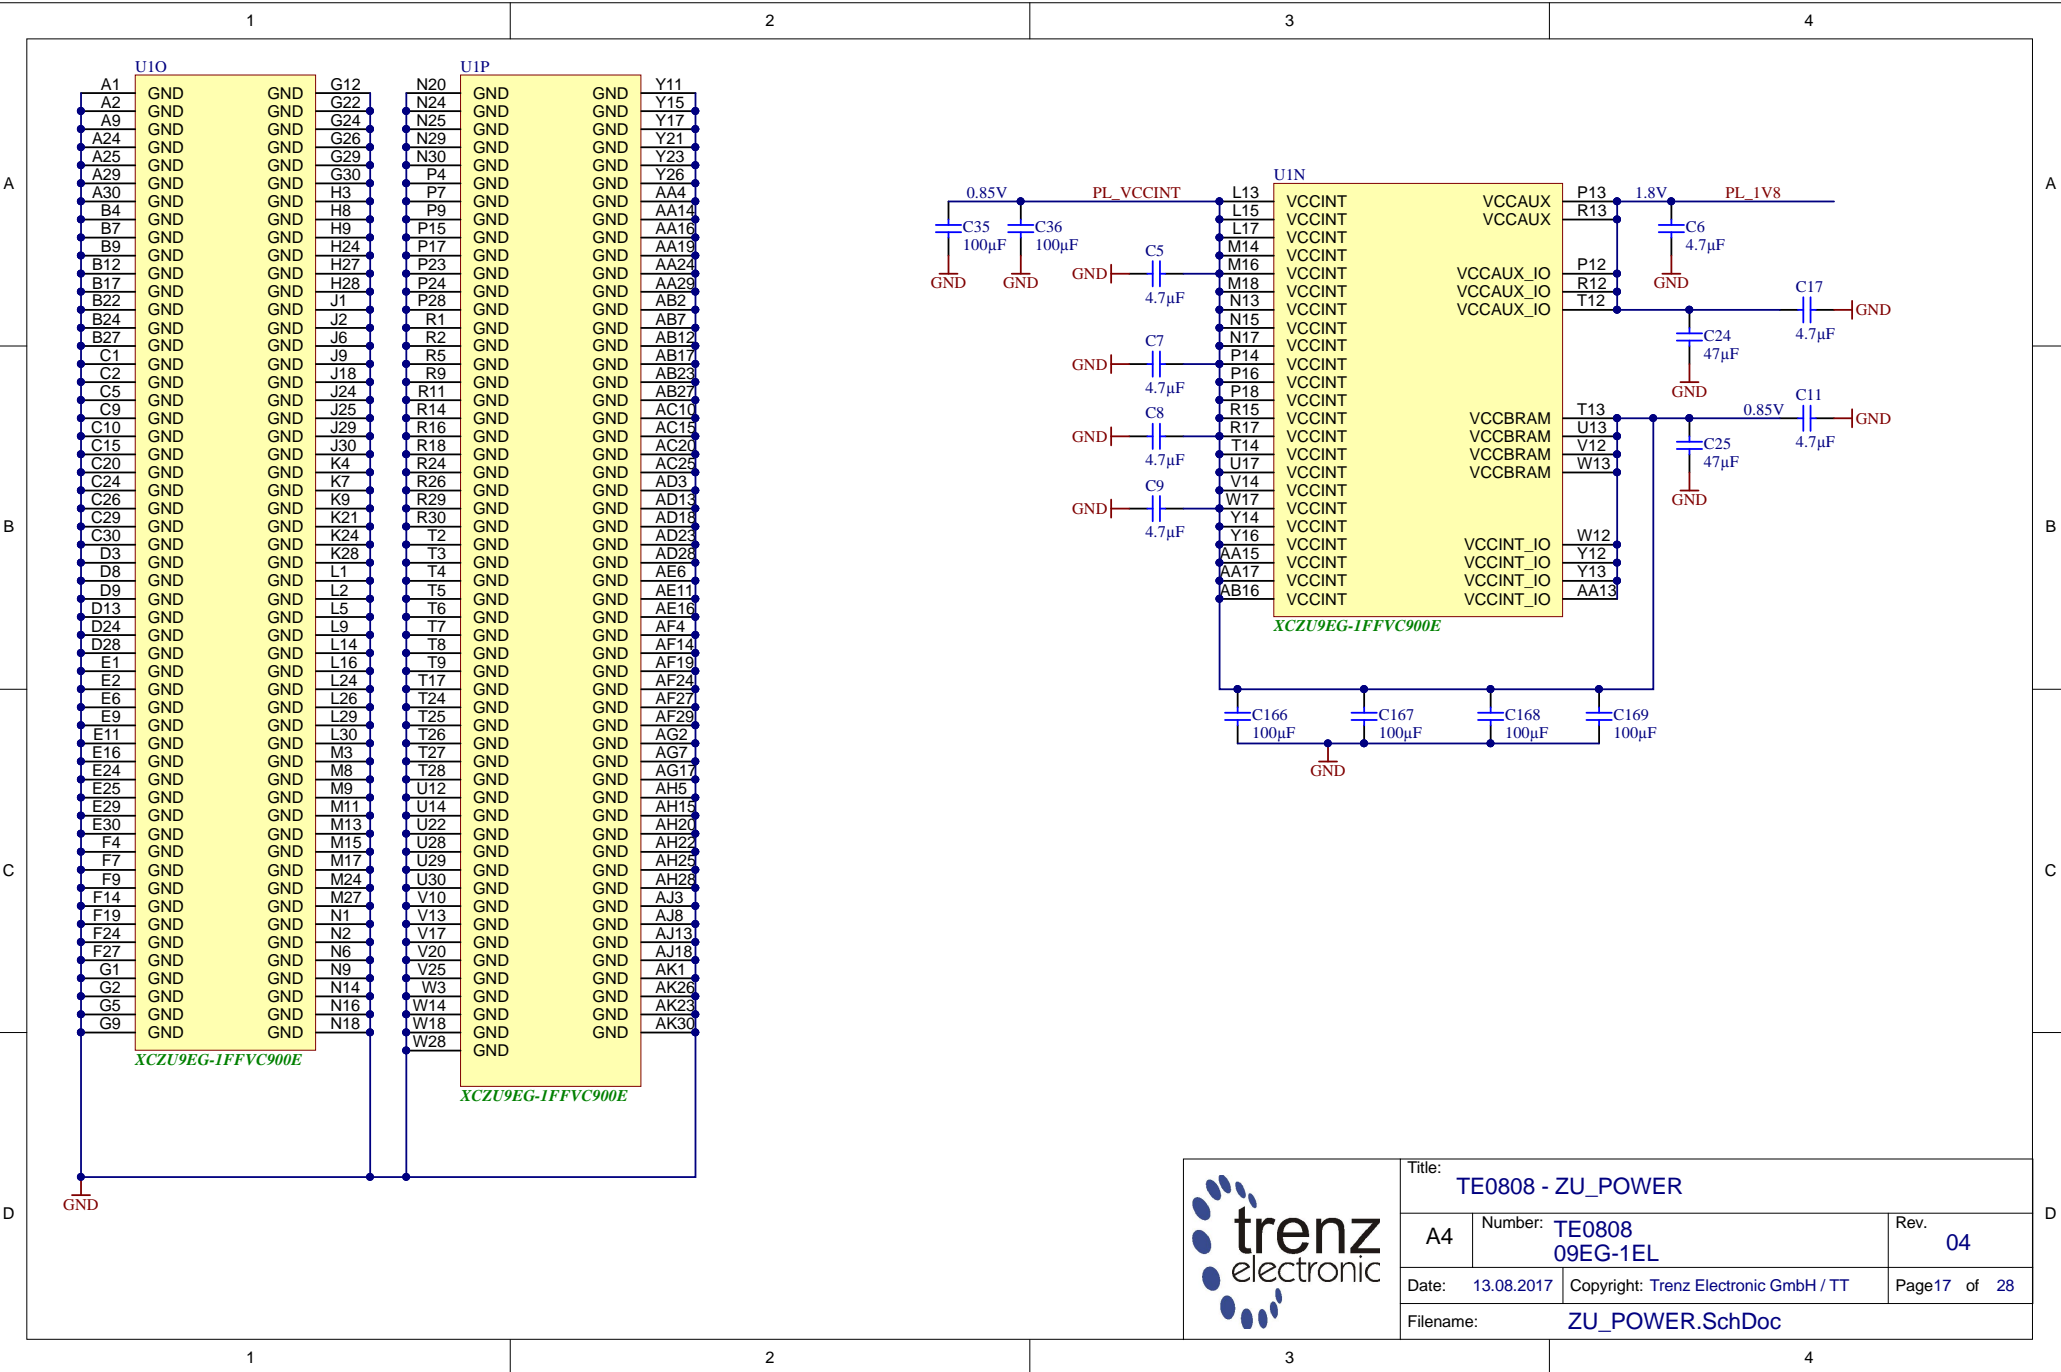 1 2 3 4
A
B
C
D
U1O
A1 GND GND G12
A2 GND GND G22
A9 GND GND G24
A24 GND GND G26
A25 GND GND G29
A29 GND GND G30
A30 GND GND H3
B4 GND GND H8
B7 GND GND H9
B9 GND GND H24
B12 GND GND H27
B17 GND GND H28
B22 GND GND J1
B24 GND GND J2
B27 GND GND J6
C1 GND GND J9
C2 GND GND J18
C5 GND GND J24
C9 GND GND J25
C10 GND GND J29
C15 GND GND J30
C20 GND GND K4
C24 GND GND K7
C26 GND GND K9
C29 GND GND K21
C30 GND GND K24
D3 GND GND K28
D8 GND GND L1
D9 GND GND L2
D13 GND GND L5
D24 GND GND L9
D28 GND GND L14
E1 GND GND L16
E2 GND GND L24
E6 GND GND L26
E9 GND GND L29
E11 GND GND L30
E16 GND GND M3
E24 GND GND M8
E25 GND GND M9
E29 GND GND M11
E30 GND GND M13
F4 GND GND M15
F7 GND GND M17
F9 GND GND M24
F14 GND GND M27
F19 GND GND N1
F24 GND GND N2
F27 GND GND N6
G1 GND GND N9
G2 GND GND N14
G5 GND GND N16
G9 GND GND N18
XCZU9EG-1FFVC900E
GND
U1P
N20 GND GND Y11
N24 GND GND Y15
N25 GND GND Y17
N29 GND GND Y21
N30 GND GND Y23
P4 GND GND Y26
P7 GND GND AA4
P9 GND GND AA14
P15 GND GND AA16
P17 GND GND AA19
P23 GND GND AA24
P24 GND GND AA29
P28 GND GND AB2
R1 GND GND AB7
R2 GND GND AB12
R5 GND GND AB17
R9 GND GND AB23
R11 GND GND AB27
R14 GND GND AC10
R16 GND GND AC15
R18 GND GND AC20
R24 GND GND AC25
R26 GND GND AD3
R29 GND GND AD13
R30 GND GND AD18
T2 GND GND AD23
T3 GND GND AD28
T4 GND GND AE6
T5 GND GND AE11
T6 GND GND AE16
T7 GND GND AF4
T8 GND GND AF14
T9 GND GND AF19
T17 GND GND AF24
T24 GND GND AF27
T25 GND GND AF29
T26 GND GND AG2
T27 GND GND AG7
T28 GND GND AG17
U12 GND GND AH5
U14 GND GND AH15
U22 GND GND AH20
U28 GND GND AH22
U29 GND GND AH25
U30 GND GND AH28
V10 GND GND AJ3
V13 GND GND AJ8
V17 GND GND AJ13
V20 GND GND AJ18
V25 GND GND AK1
W3 GND GND AK26
W14 GND GND AK23
W18 GND GND AK30
W28 GND
XCZU9EG-1FFVC900E
U1N
0.85V PL_VCCINT
L13 VCCINT VCCAUX P13 1.8V PL_1V8
L15 VCCINT VCCAUX R13
L17 VCCINT
M14 VCCINT
M16 VCCINT VCCAUX_IO P12
M18 VCCINT VCCAUX_IO R12
N13 VCCINT VCCAUX_IO T12
N15 VCCINT
N17 VCCINT
P14 VCCINT
P16 VCCINT
P18 VCCINT
R15 VCCINT VCCBRAM T13 0.85V
R17 VCCINT VCCBRAM U13
T14 VCCINT VCCBRAM V12
U17 VCCINT VCCBRAM W13
V14 VCCINT
W17 VCCINT
Y14 VCCINT
Y16 VCCINT VCCINT_IO W12
AA15 VCCINT VCCINT_IO Y12
AA17 VCCINT VCCINT_IO Y13
AB16 VCCINT VCCINT_IO AA13
XCZU9EG-1FFVC900E
C35
100µF
GND
C36
100µF
GND
C5
GND
4.7µF
C7
GND
4.7µF
C8
GND
4.7µF
C9
GND
4.7µF
C6
4.7µF
GND
C17
GND
4.7µF
C24
47µF
GND
C11
GND
4.7µF
C25
47µF
GND
C166 C167 C168 C169
100µF 100µF 100µF 100µF
GND
trenz
electronic
Title:
TE0808 - ZU_POWER
A4
Number: TE0808
09EG-1EL
Rev.
04
Date: 13.08.2017 Copyright: Trenz Electronic GmbH / TT Page17 of 28
Filename: ZU_POWER.SchDoc
A
B
C
D
1 2 3 4